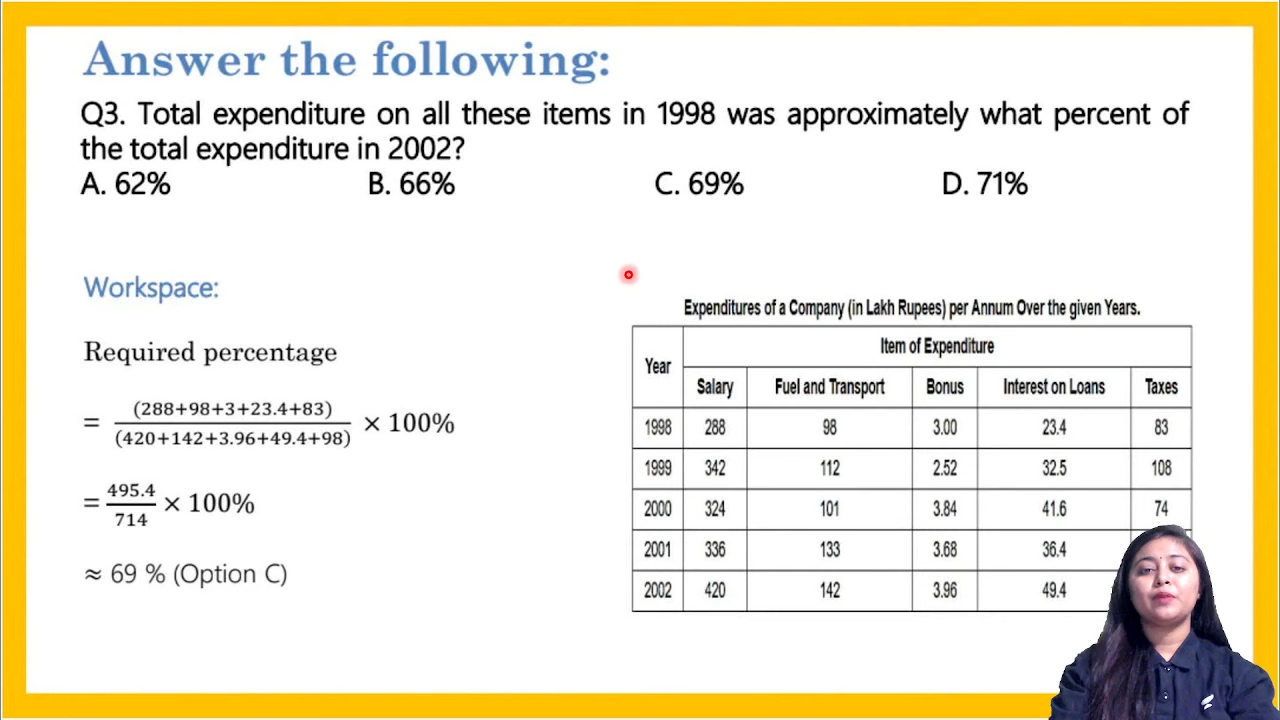 Answer the following:
Q3. Total expenditure on all these items in 1998 was approximately what percent of
the total expenditure in 2002?
A. 62% B. 66% C. 69% D. 71%
Workspace:
Required percentage
= (288+98+3+23.4+83) / (420+142+3.96+49.4+98) × 100%
= 495.4 / 714 × 100%
≈ 69 % (Option C)
Expenditures of a Company (in Lakh Rupees) per Annum Over the given Years.
Year Item of Expenditure
Salary Fuel and Transport Bonus Interest on Loans Taxes
1998 288 98 3.00 23.4 83
1999 342 112 2.52 32.5 108
2000 324 101 3.84 41.6 74
2001 336 133 3.68 36.4
2002 420 142 3.96 49.4